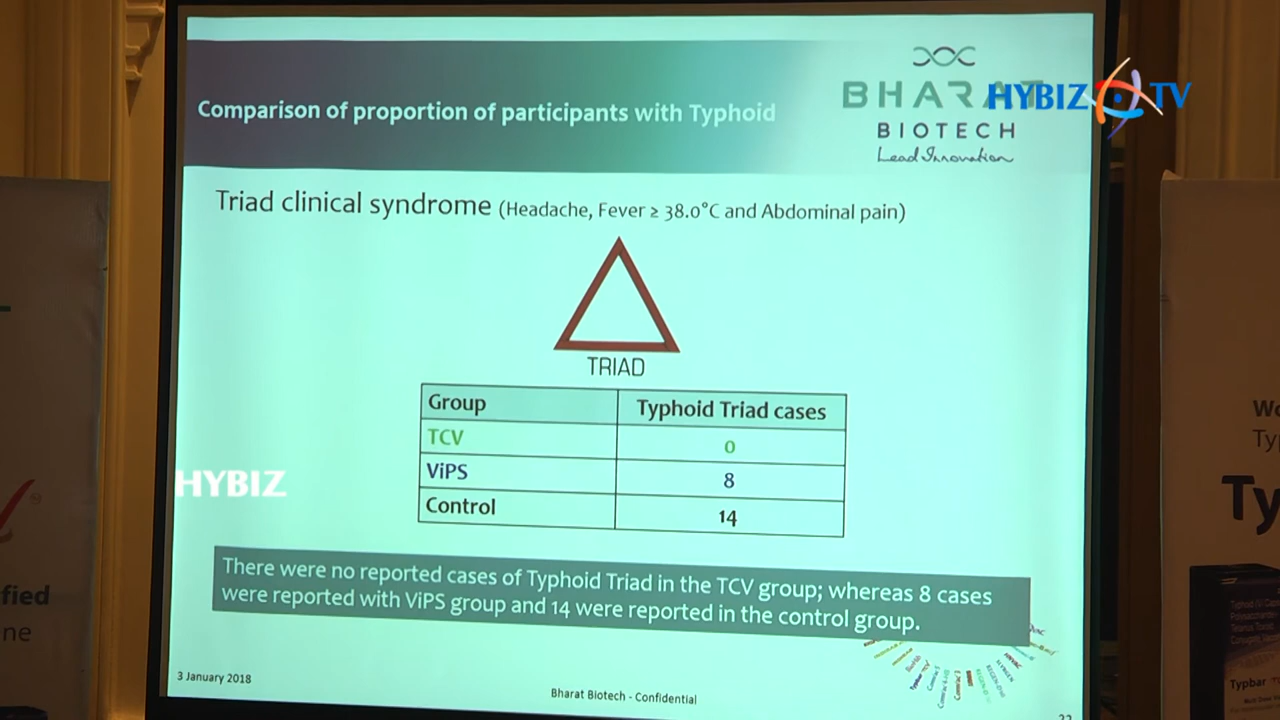 Comparison of proportion of participants with Typhoid
BHARAT
BIOTECH
Lead Innovation
HYBIZ TV
Triad clinical syndrome (Headache, Fever ≥ 38.0°C and Abdominal pain)
TRIAD
Group Typhoid Triad cases
TCV 0
ViPS 8
Control 14
HYBIZ
There were no reported cases of Typhoid Triad in the TCV group; whereas 8 cases
were reported with ViPS group and 14 were reported in the control group.
3 January 2018
Bharat Biotech - Confidential
fied
ne
Ty
Typbar